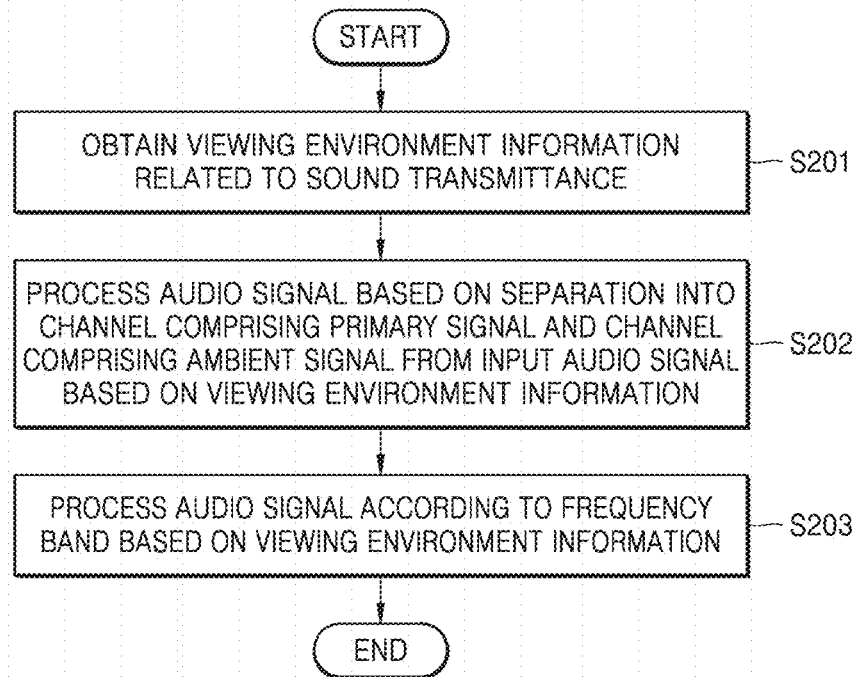 START
OBTAIN VIEWING ENVIRONMENT INFORMATION
RELATED TO SOUND TRANSMITTANCE
S201
PROCESS AUDIO SIGNAL BASED ON SEPARATION INTO
CHANNEL COMPRISING PRIMARY SIGNAL AND CHANNEL
COMPRISING AMBIENT SIGNAL FROM INPUT AUDIO SIGNAL
BASED ON VIEWING ENVIRONMENT INFORMATION
S202
PROCESS AUDIO SIGNAL ACCORDING TO FREQUENCY
BAND BASED ON VIEWING ENVIRONMENT INFORMATION
S203
END